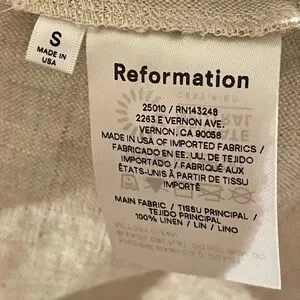 S
MADE IN
USA
Reformation
25010 / RN143248
2263 E VERNON AVE.
VERNON, CA 90058
MADE IN USA OF IMPORTED FABRICS /
FABRICADO EN EE. UU. DE TEJIDO
IMPORTADO / FABRIQUÉ AUX
ÉTATS-UNIS À PARTIR DE TISSU
IMPORTÉ
MAIN FABRIC / TISSU PRINCIPAL /
TEJIDO PRINCIPAL
100% LINEN / LIN / LINO